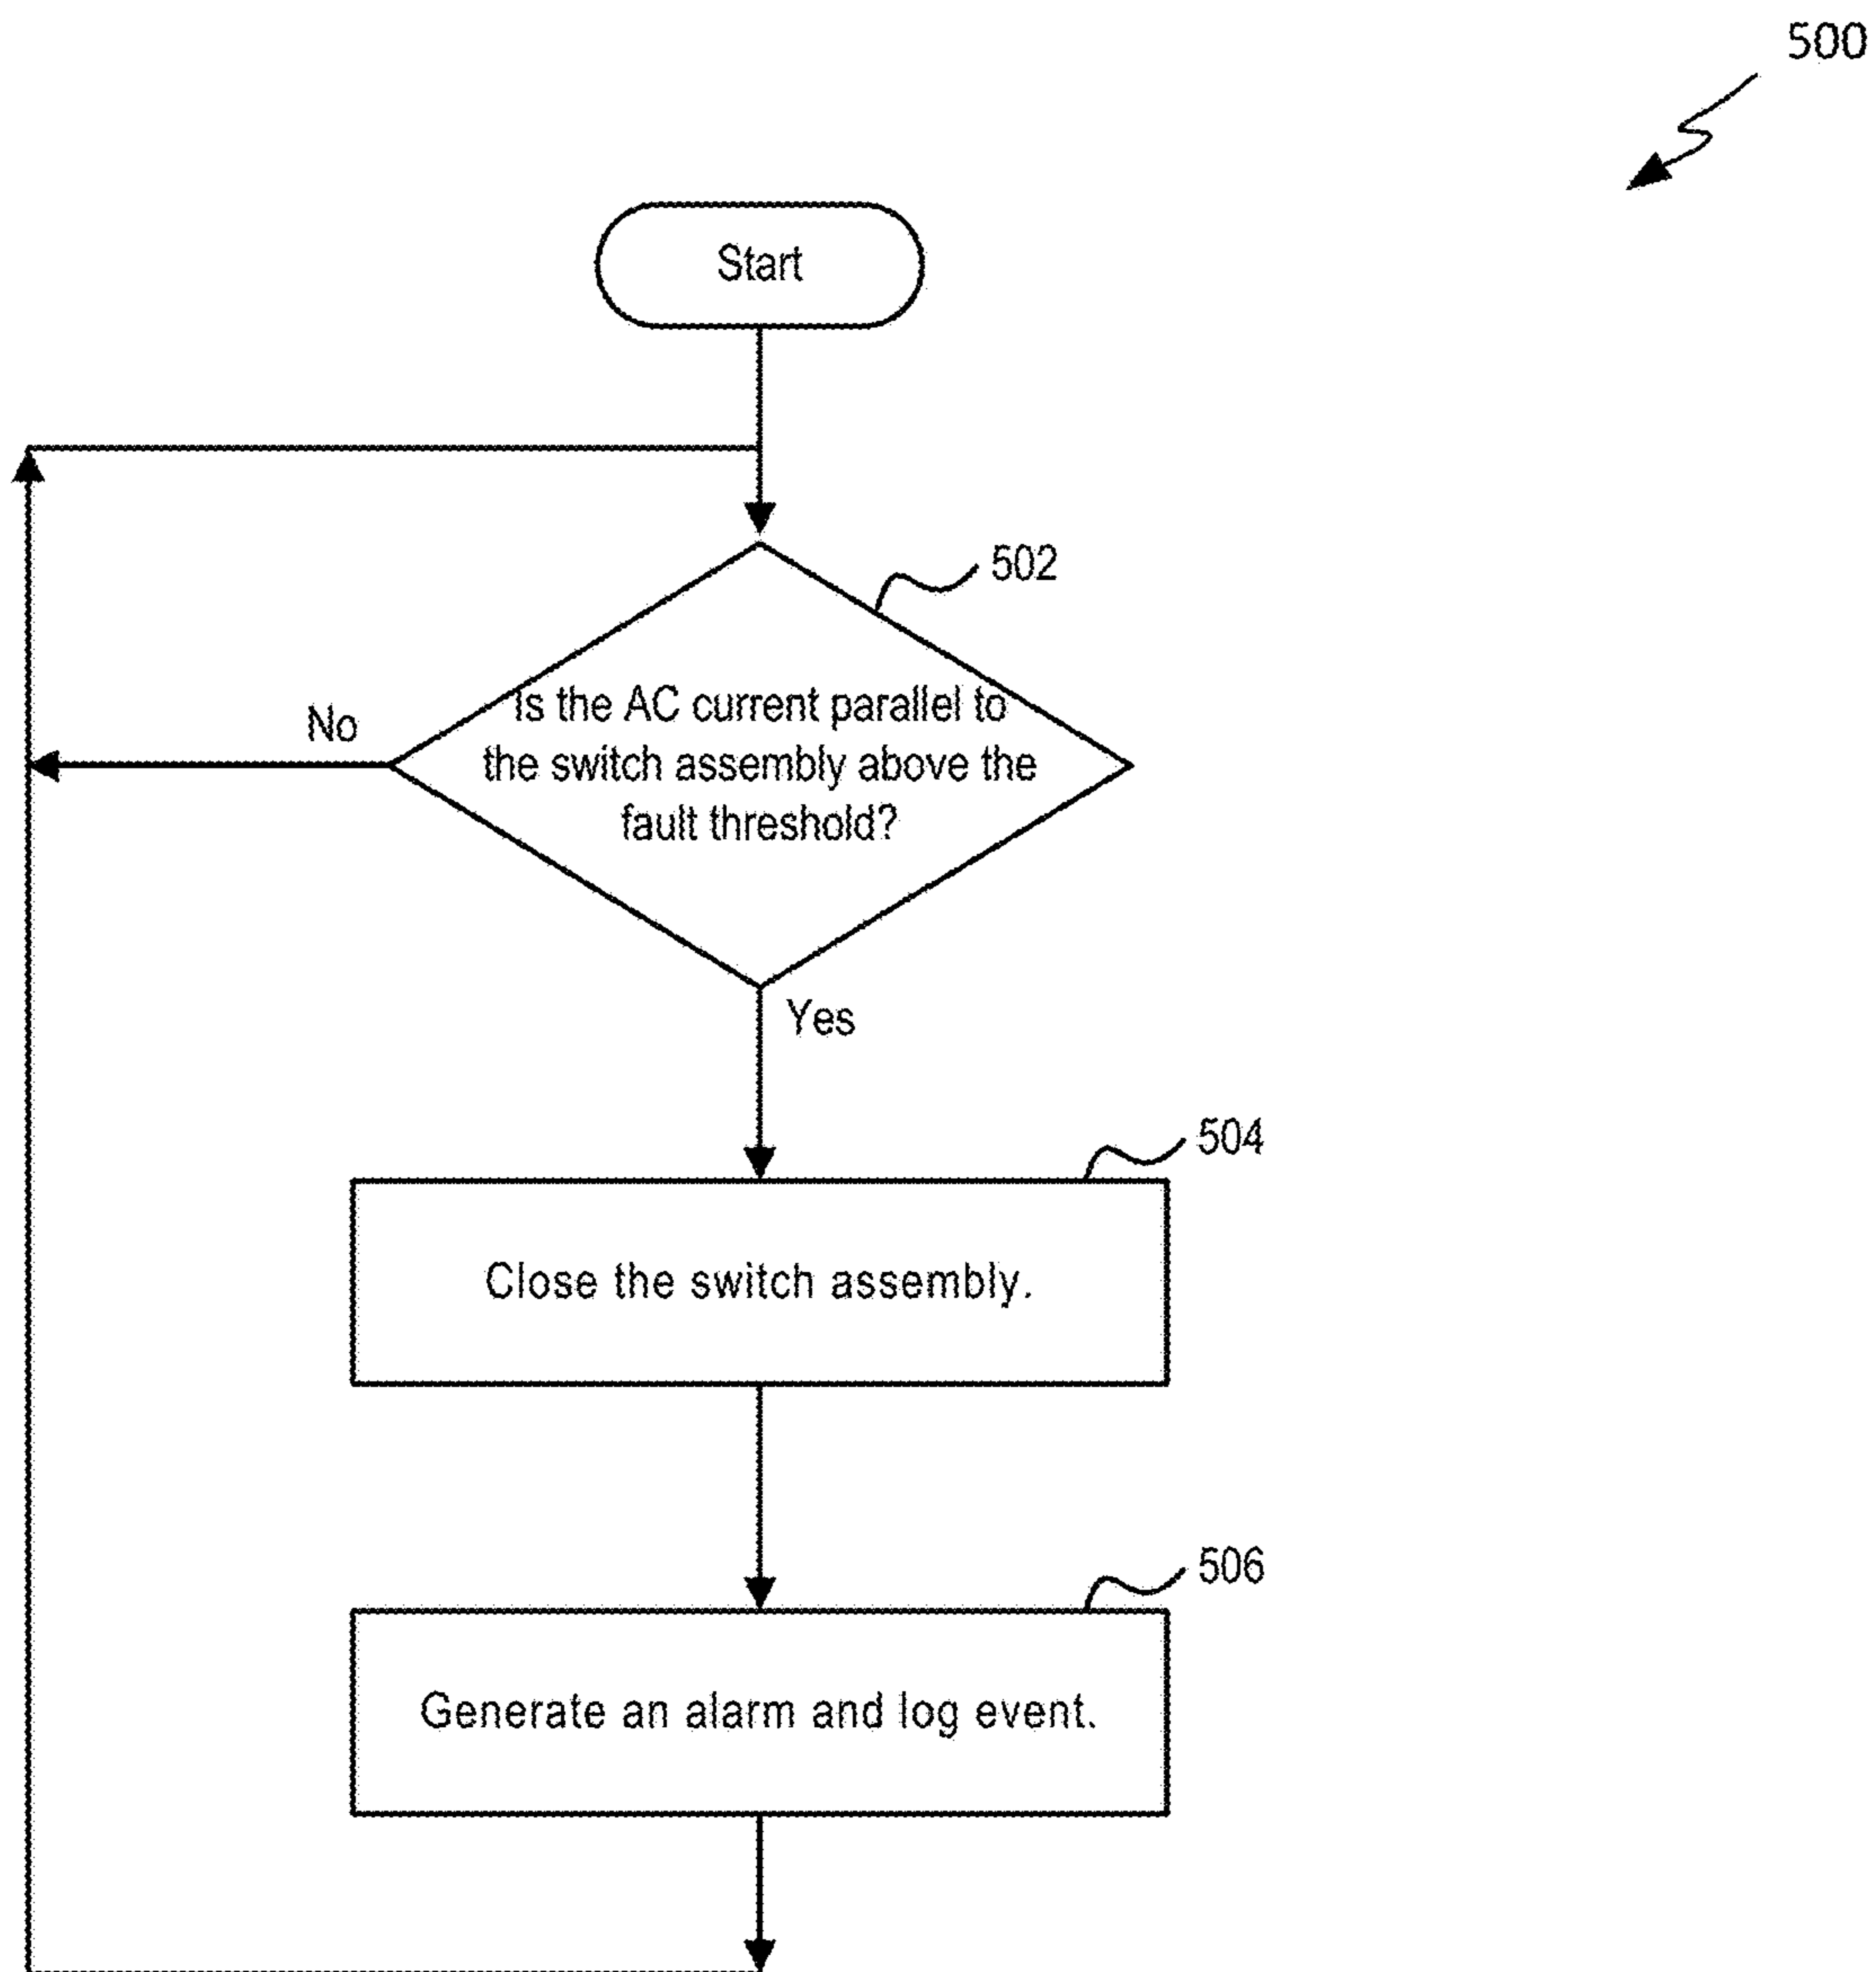 500
Start
502
Is the AC current parallel to
the switch assembly above the
fault threshold?
No
Yes
504
Close the switch assembly.
506
Generate an alarm and log event.